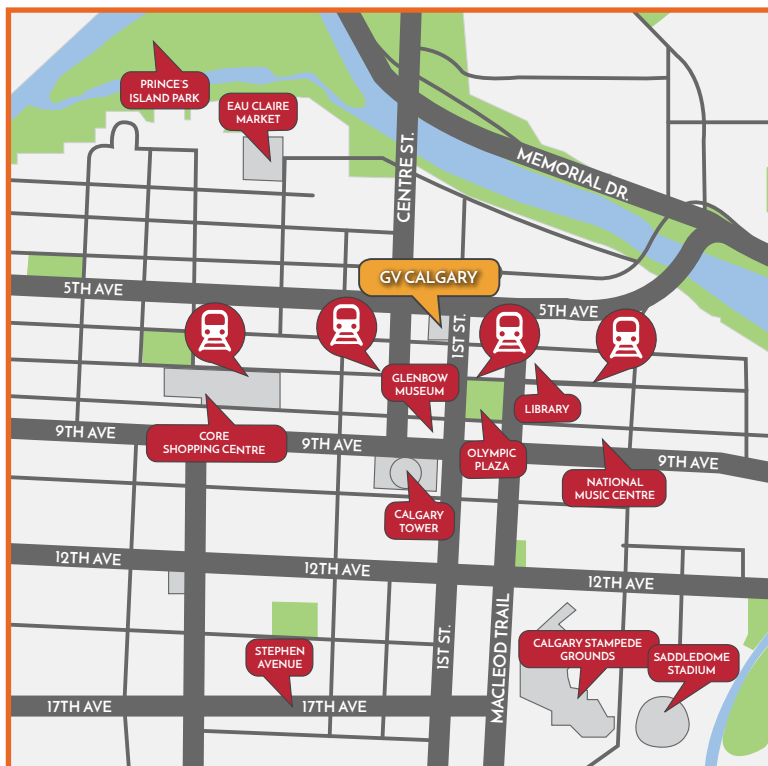 PRINCE'S
ISLAND PARK
EAU CLAIRE
MARKET
CENTRE ST.
MEMORIAL DR.
GV CALGARY
5TH AVE
5TH AVE
1ST ST.
GLENBOW
MUSEUM
LIBRARY
9TH AVE
CORE
SHOPPING CENTRE
9TH AVE
OLYMPIC
PLAZA
9TH AVE
NATIONAL
MUSIC CENTRE
CALGARY
TOWER
12TH AVE
12TH AVE
12TH AVE
STEPHEN
AVENUE
1ST ST.
MACLEOD TRAIL
CALGARY STAMPEDE
GROUNDS
SADDLEDOME
STADIUM
17TH AVE
17TH AVE